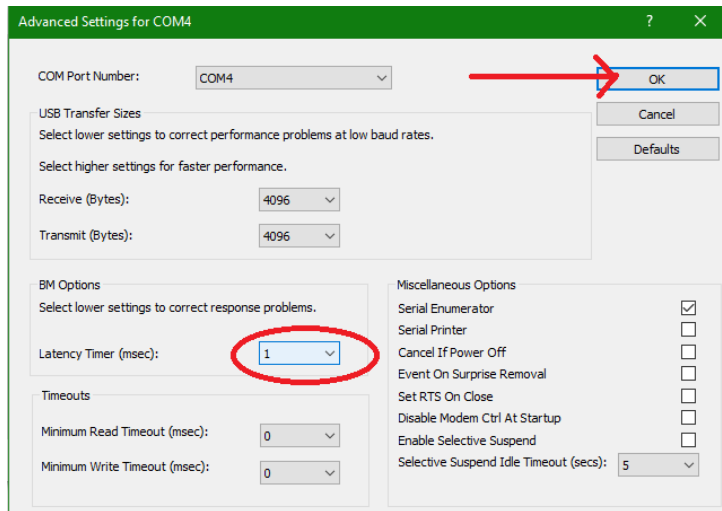 Advanced Settings for COM4 ? ✕
COM Port Number: COM4 OK
USB Transfer Sizes Cancel
Select lower settings to correct performance problems at low baud rates.
Defaults
Select higher settings for faster performance.
Receive (Bytes): 4096
Transmit (Bytes): 4096
BM Options
Select lower settings to correct response problems.
Latency Timer (msec): 1
Timeouts
Minimum Read Timeout (msec): 0
Minimum Write Timeout (msec): 0
Miscellaneous Options
Serial Enumerator
Serial Printer
Cancel If Power Off
Event On Surprise Removal
Set RTS On Close
Disable Modem Ctrl At Startup
Enable Selective Suspend
Selective Suspend Idle Timeout (secs): 5